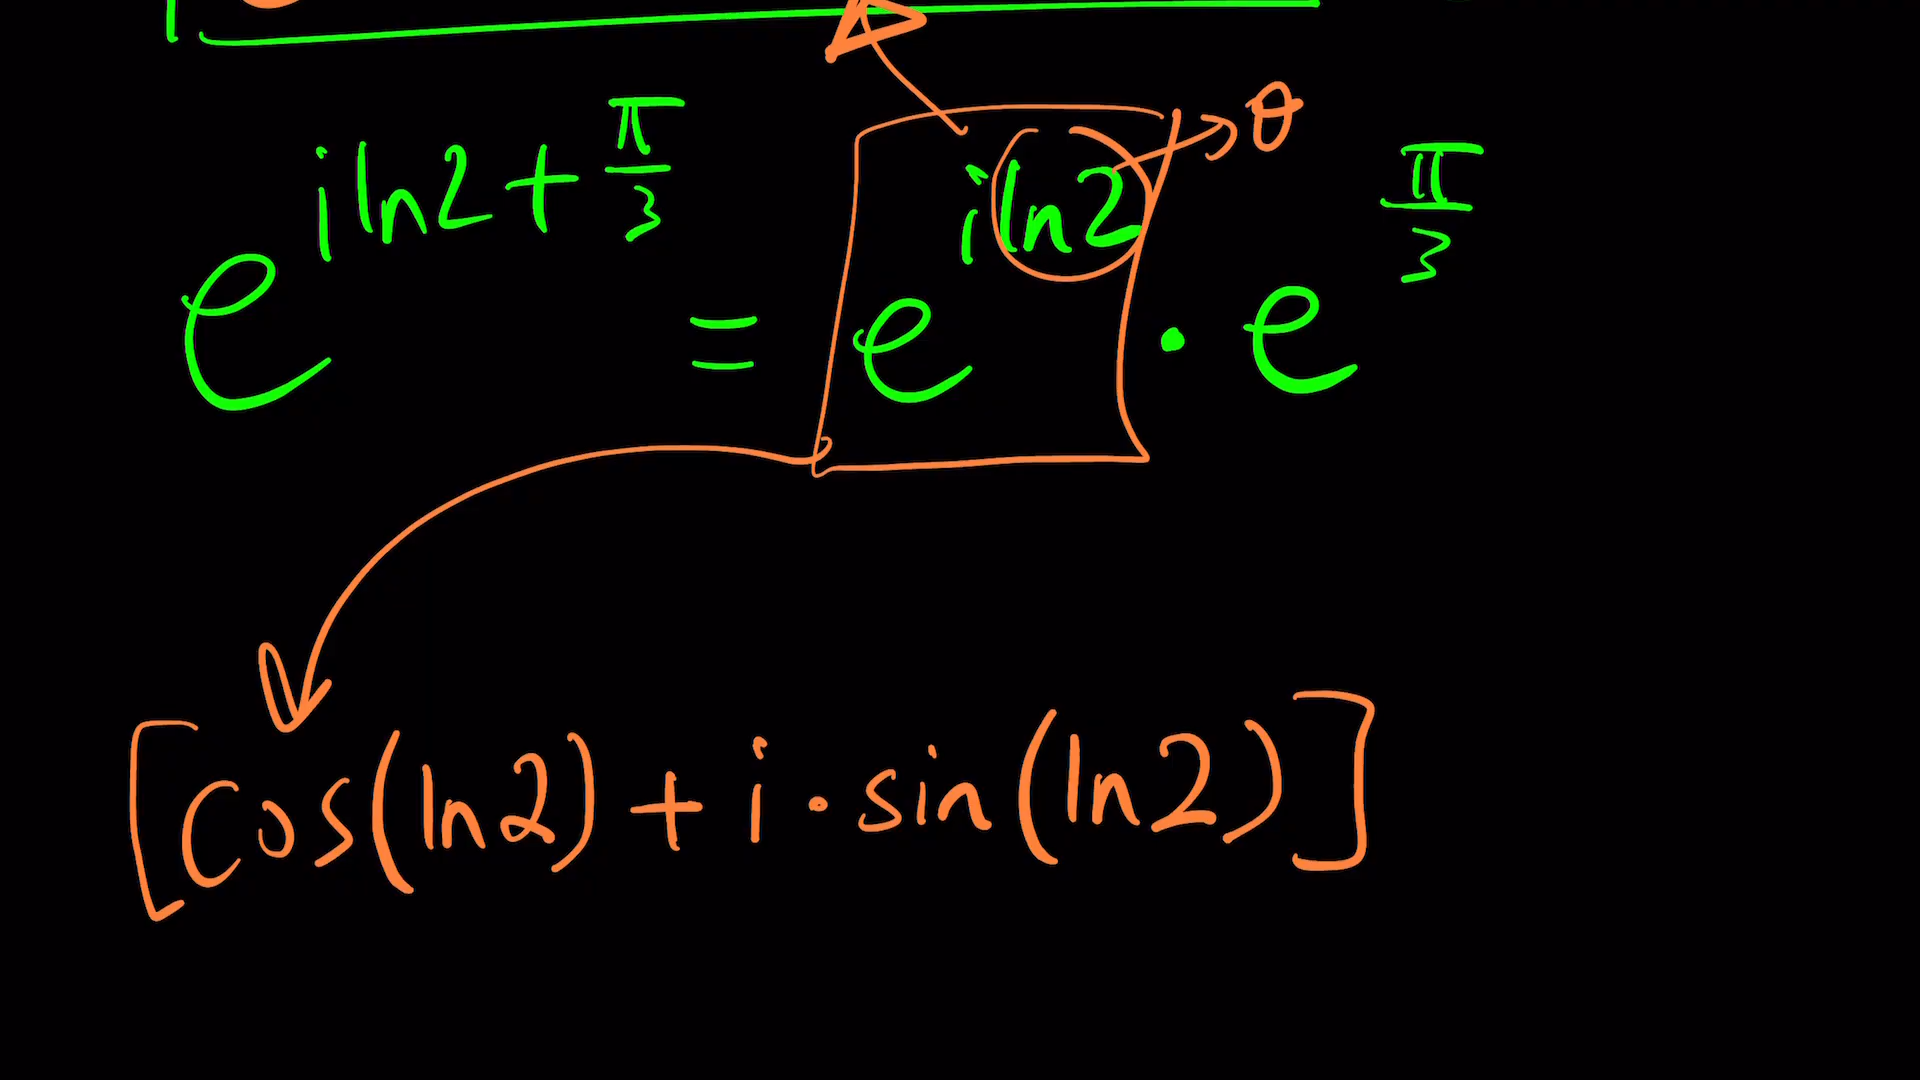 e^{i ln2 + π/3} = e^{i ln2} · e^{π/3}
θ
[cos(ln2) + i · sin(ln2)]